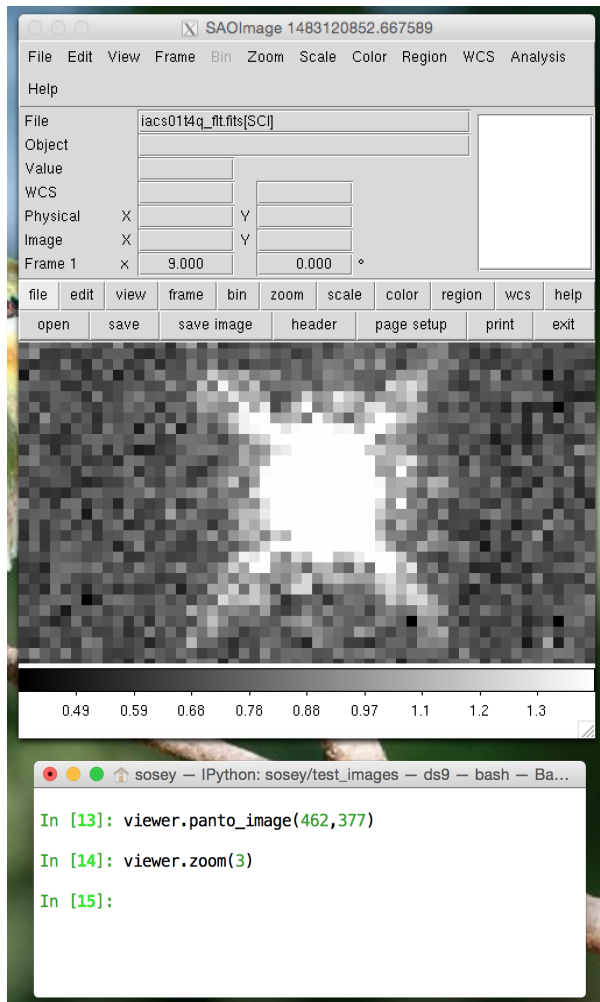 SAOImage 1483120852.667589
File Edit View Frame Bin Zoom Scale Color Region WCS Analysis
Help
File iacs01t4q_flt.fits[SCI]
Object
Value
WCS
Physical X Y
Image X Y
Frame 1 x 9.000 0.000 °
file edit view frame bin zoom scale color region wcs help
open save save image header page setup print exit
0.49 0.59 0.68 0.78 0.88 0.97 1.1 1.2 1.3
sosey — IPython: sosey/test_images — ds9 — bash — Ba...
In [13]: viewer.panto_image(462,377)
In [14]: viewer.zoom(3)
In [15]: